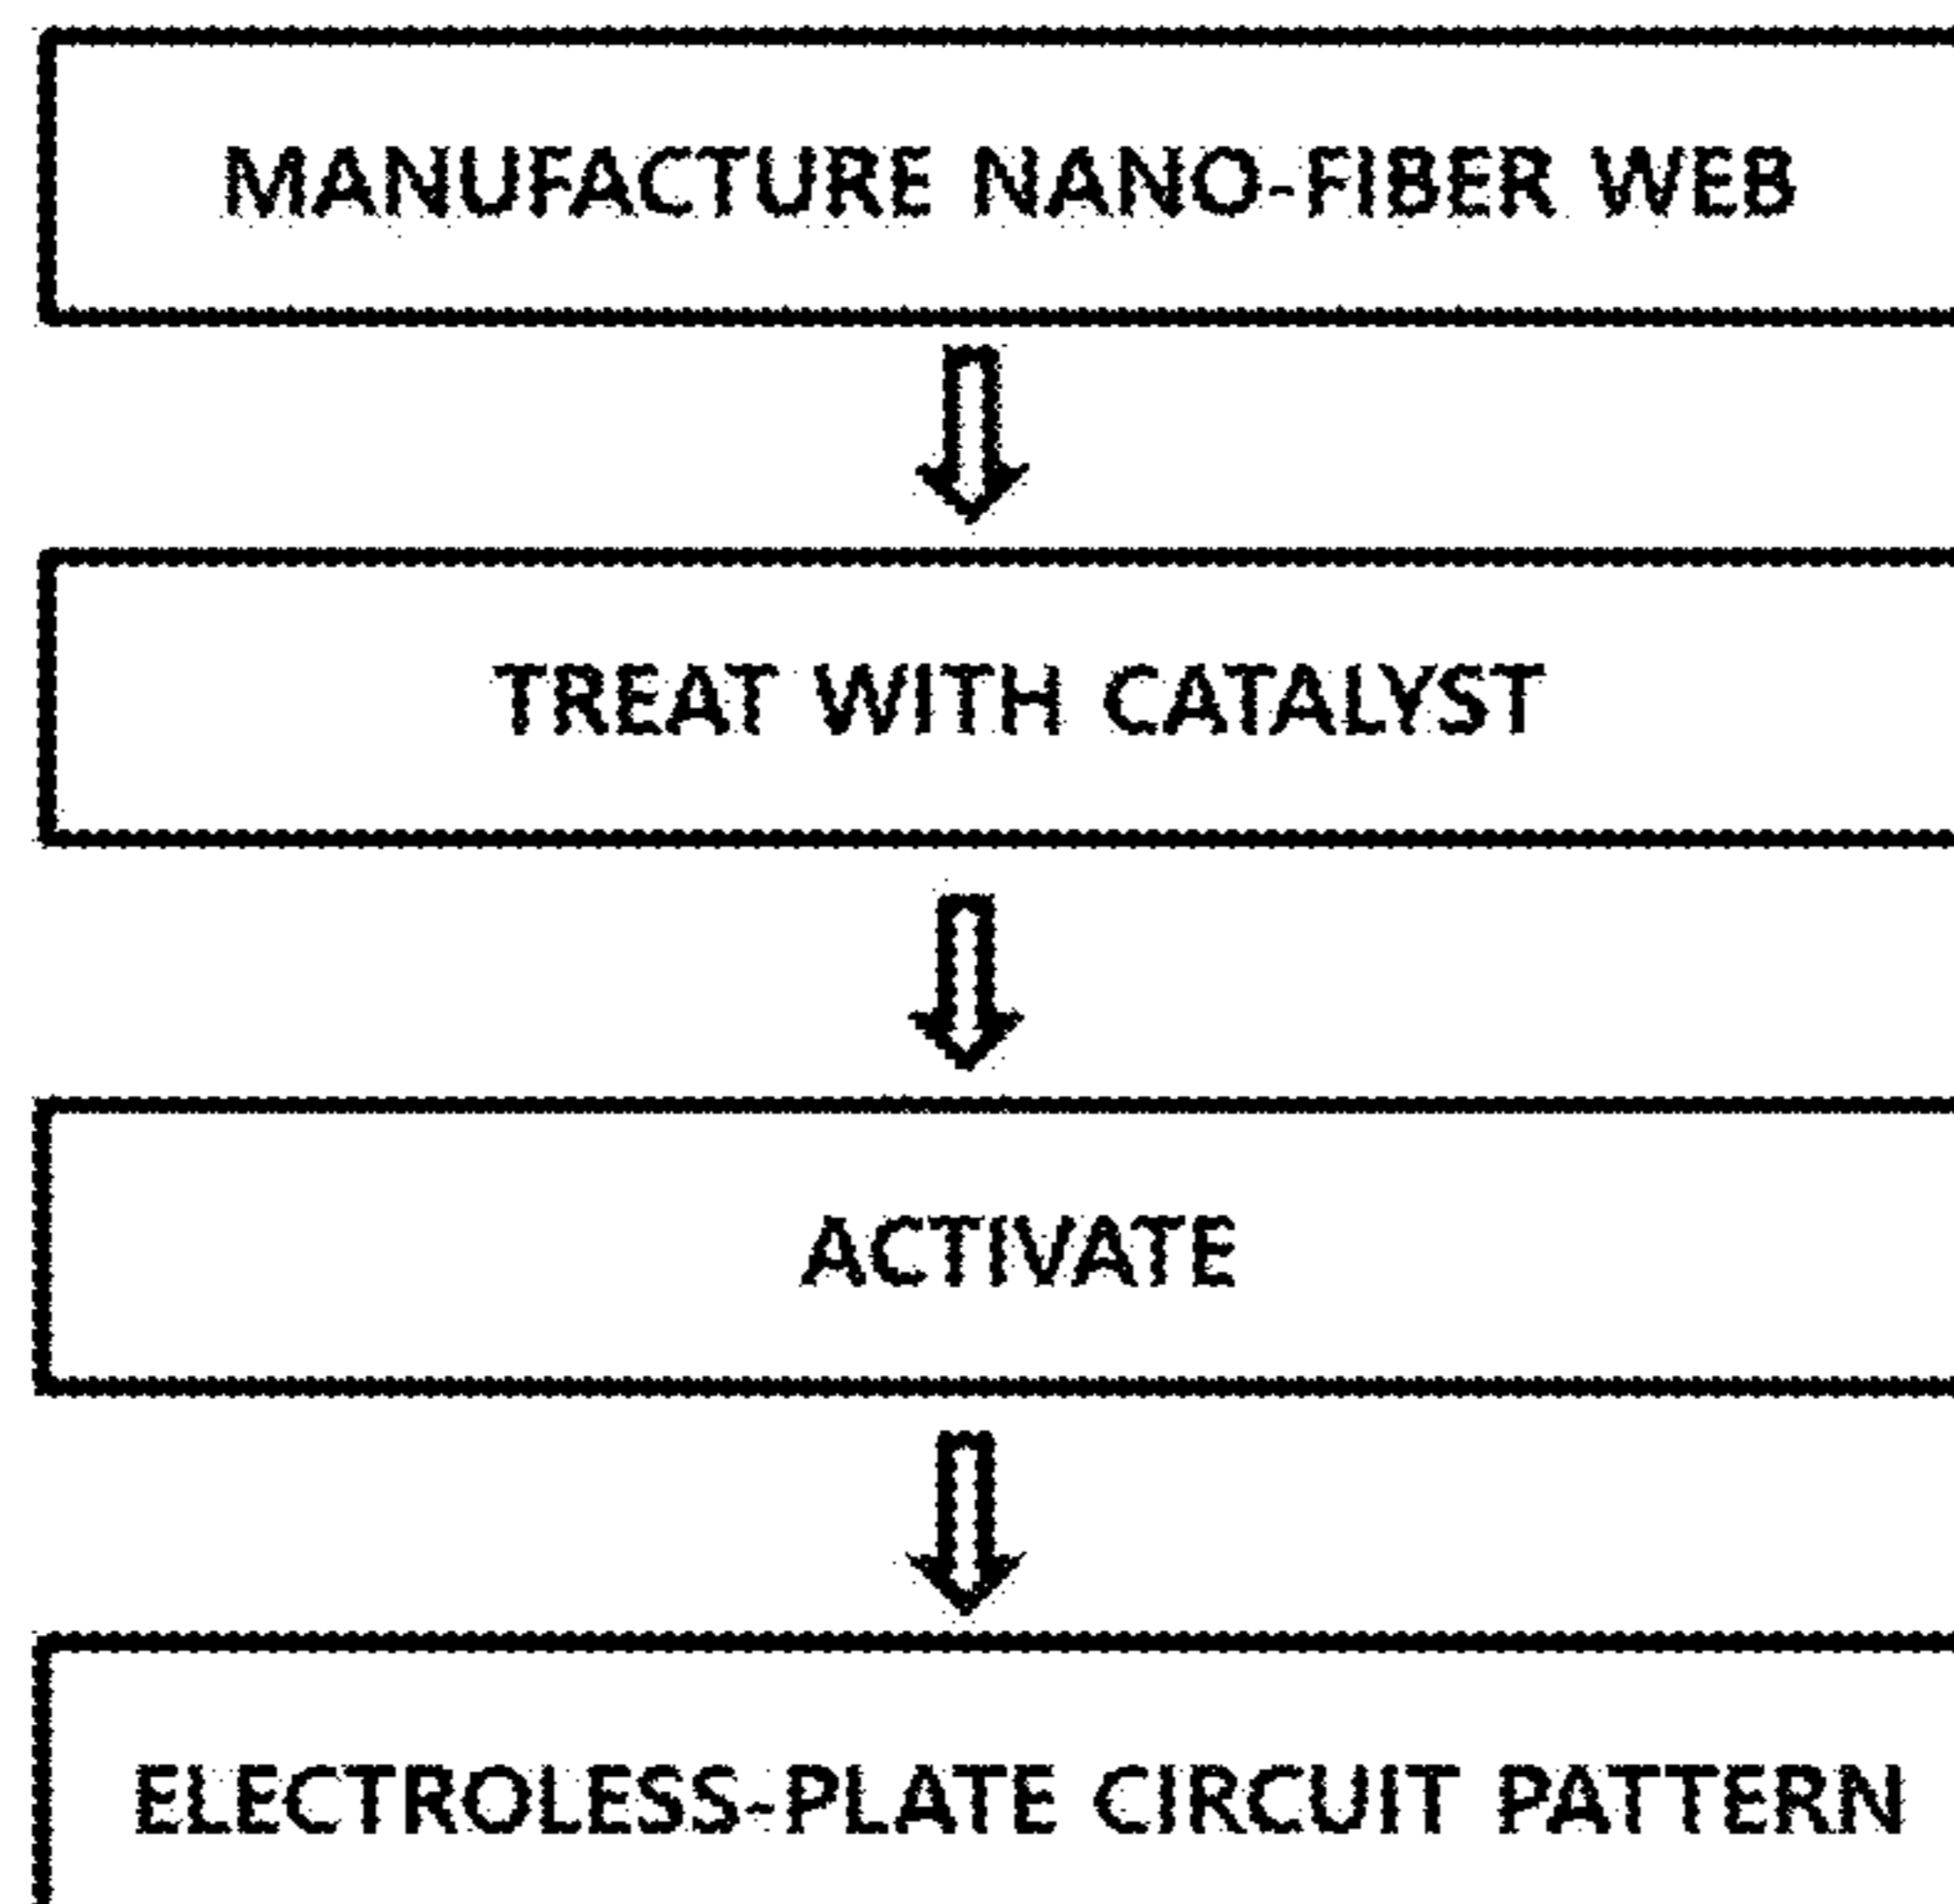 MANUFACTURE NANO-FIBER WEB
TREAT WITH CATALYST
ACTIVATE
ELECTROLESS-PLATE CIRCUIT PATTERN